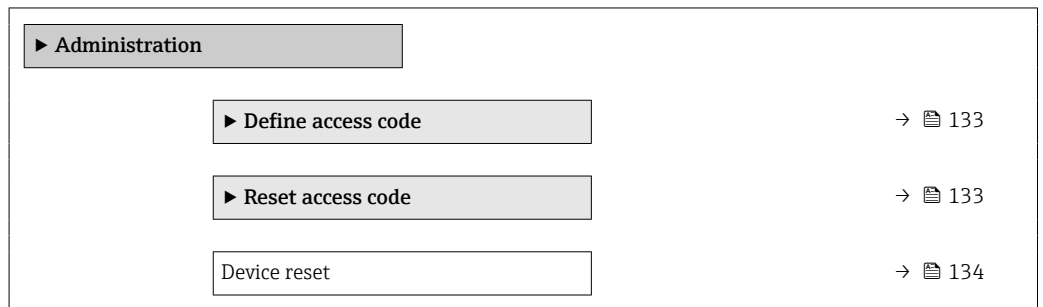 ▶ Administration
▶ Define access code → 133
▶ Reset access code → 133
Device reset → 134